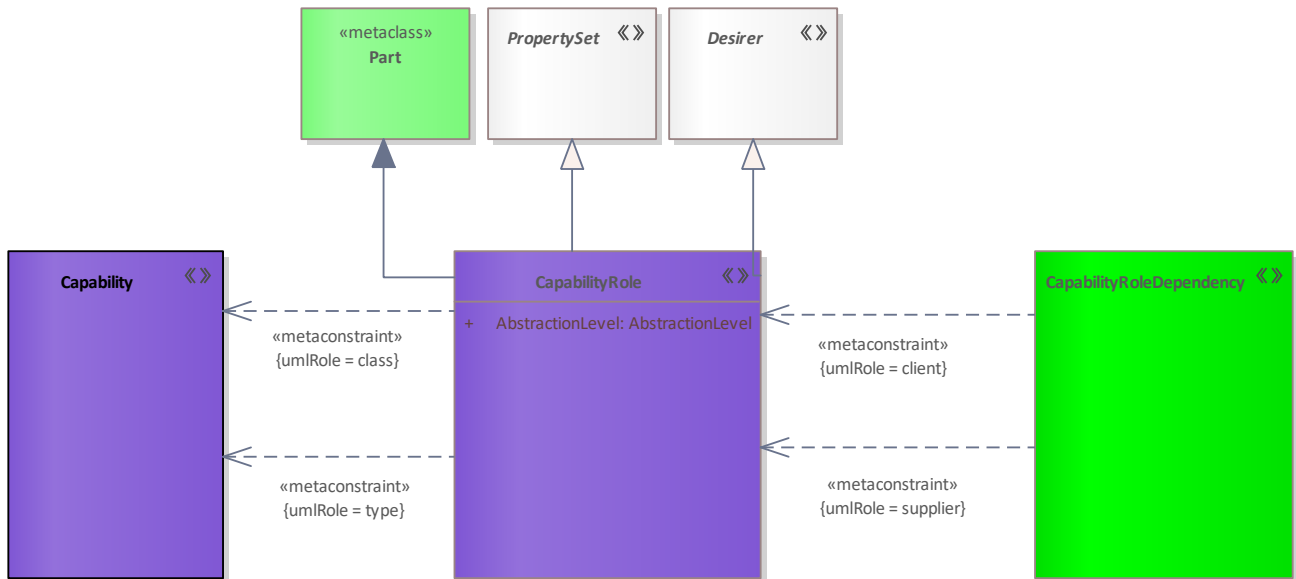 «metaclass»
Part
PropertySet «»
Desirer «»
Capability «»
CapabilityRole «»
+ AbstractionLevel: AbstractionLevel
CapabilityRoleDependency «»
«metaconstraint»
{umlRole = class}
«metaconstraint»
{umlRole = client}
«metaconstraint»
{umlRole = type}
«metaconstraint»
{umlRole = supplier}